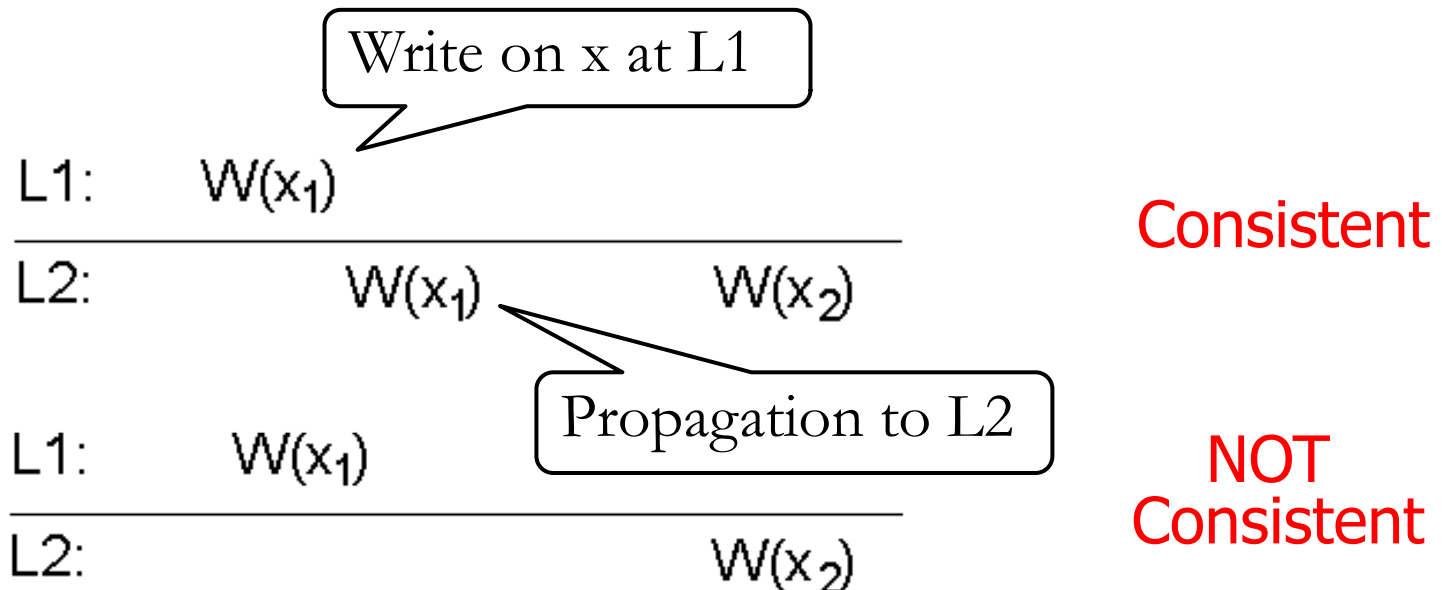 Write on x at L1
L1: W(x₁)
Consistent
L2: W(x₁) W(x₂)
Propagation to L2
L1: W(x₁)
NOT
Consistent
L2: W(x₂)